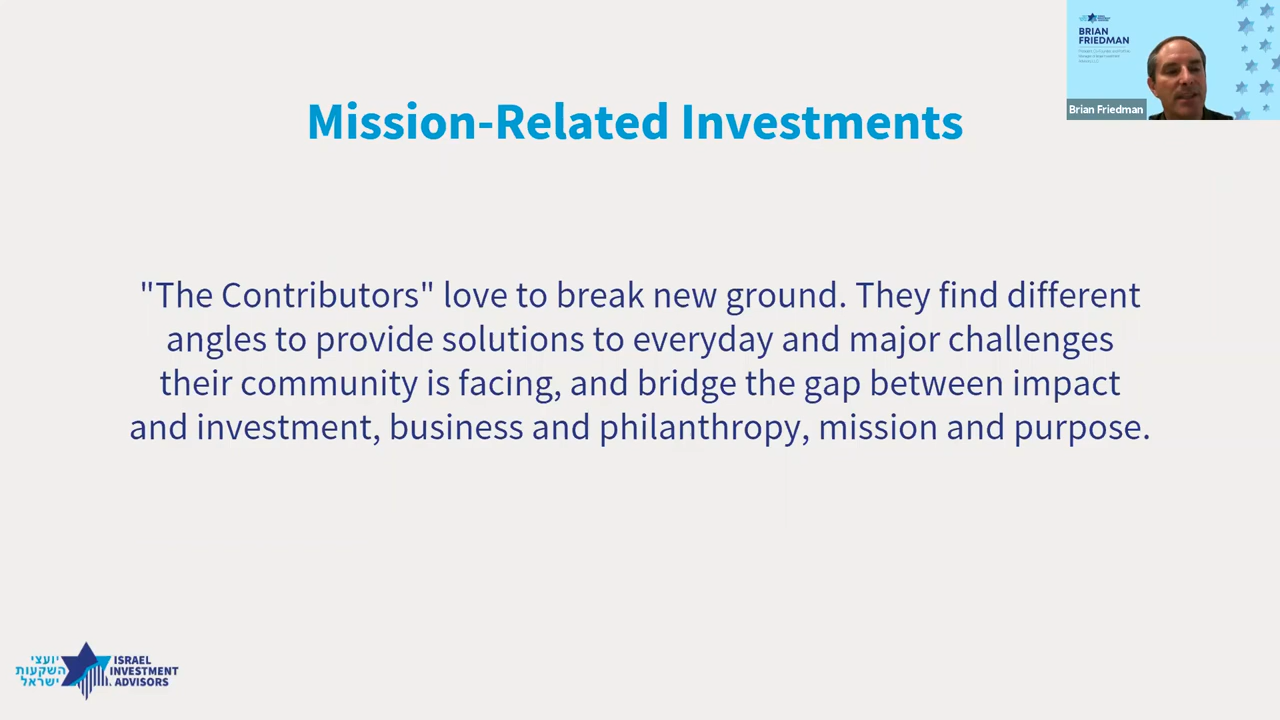 Mission-Related Investments
"The Contributors" love to break new ground. They find different
angles to provide solutions to everyday and major challenges
their community is facing, and bridge the gap between impact
and investment, business and philanthropy, mission and purpose.
BRIAN
FRIEDMAN
Brian Friedman
יועצי
השקעות
ישראל
ISRAEL
INVESTMENT
ADVISORS